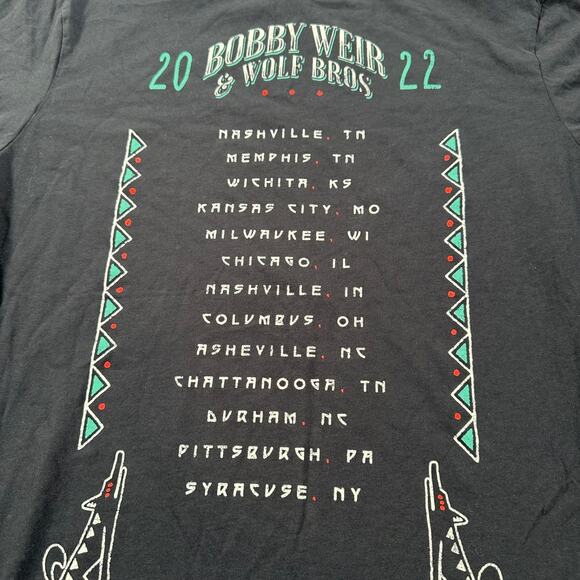 20 BOBBY WEIR 22
& WOLF BROS
NASHVILLE, TN
MEMPHIS, TN
WICHITA, KS
KANSAS CITY, MO
MILWAUKEE, WI
CHICAGO, IL
NASHVILLE, IN
COLUMBUS, OH
ASHEVILLE, NC
CHATTANOOGA, TN
DURHAM, NC
PITTSBURGH, PA
SYRACUSE, NY